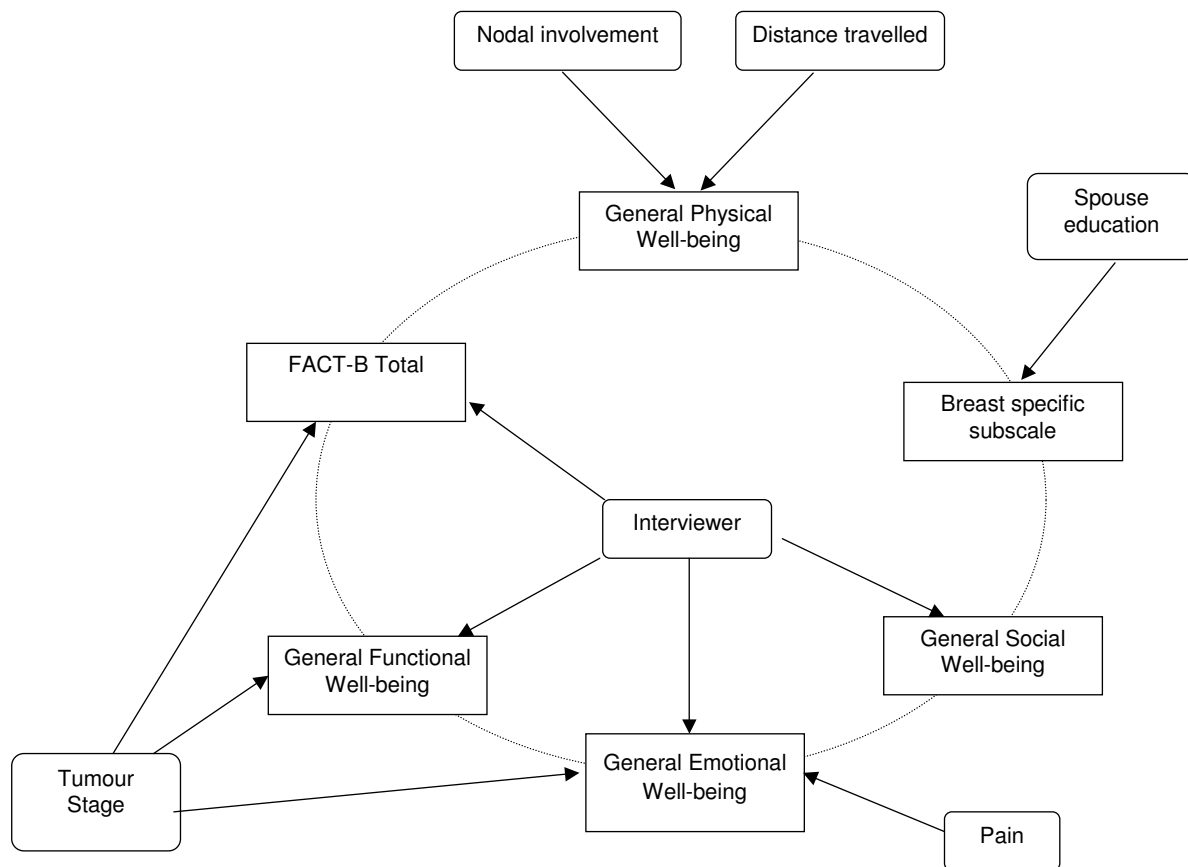 Nodal involvement
Distance travelled
General Physical
Well-being
Spouse
education
FACT-B Total
Breast specific
subscale
Interviewer
General Functional
Well-being
General Social
Well-being
General Emotional
Well-being
Tumour
Stage
Pain